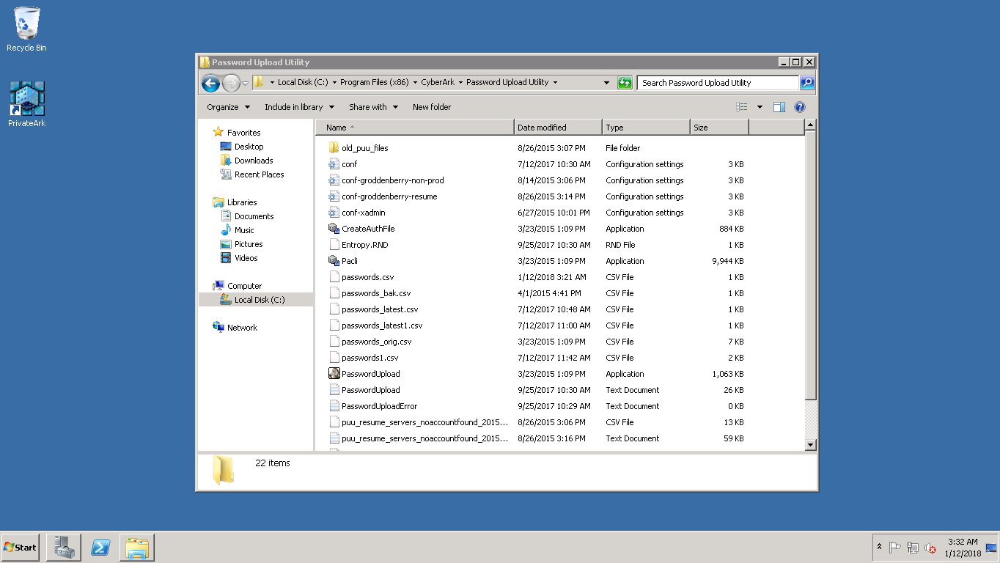 Recycle Bin
PrivateArk
Password Upload Utility
Local Disk (C:) Program Files (x86) CyberArk Password Upload Utility
Search Password Upload Utility
Organize Include in library Share with New folder
Favorites
Desktop
Downloads
Recent Places
Libraries
Documents
Music
Pictures
Videos
Computer
Local Disk (C:)
Network
Name Date modified Type Size
old_puu_files 8/26/2015 3:07 PM File folder
conf 7/12/2017 10:30 AM Configuration settings 3 KB
conf-groddenberry-non-prod 8/14/2015 3:06 PM Configuration settings 3 KB
conf-groddenberry-resume 8/26/2015 3:14 PM Configuration settings 3 KB
conf-xadmin 6/27/2015 10:01 PM Configuration settings 3 KB
CreateAuthFile 3/23/2015 1:09 PM Application 884 KB
Entropy.RND 9/25/2017 10:30 AM RND File 1 KB
Pacli 3/23/2015 1:09 PM Application 9,944 KB
passwords.csv 1/12/2018 3:21 AM CSV File 1 KB
passwords_bak.csv 4/1/2015 4:41 PM CSV File 1 KB
passwords_latest.csv 7/12/2017 10:48 AM CSV File 1 KB
passwords_latest1.csv 7/12/2017 11:00 AM CSV File 1 KB
passwords_orig.csv 3/23/2015 1:09 PM CSV File 7 KB
passwords1.csv 7/12/2017 11:42 AM CSV File 2 KB
PasswordUpload 3/23/2015 1:09 PM Application 1,063 KB
PasswordUpload 9/25/2017 10:30 AM Text Document 26 KB
PasswordUploadError 9/25/2017 10:29 AM Text Document 0 KB
puu_resume_servers_noaccountfound_2015... 8/26/2015 3:06 PM CSV File 13 KB
puu_resume_servers_noaccountfound_2015... 8/26/2015 3:16 PM Text Document 59 KB
22 items
Start
3:32 AM
1/12/2018